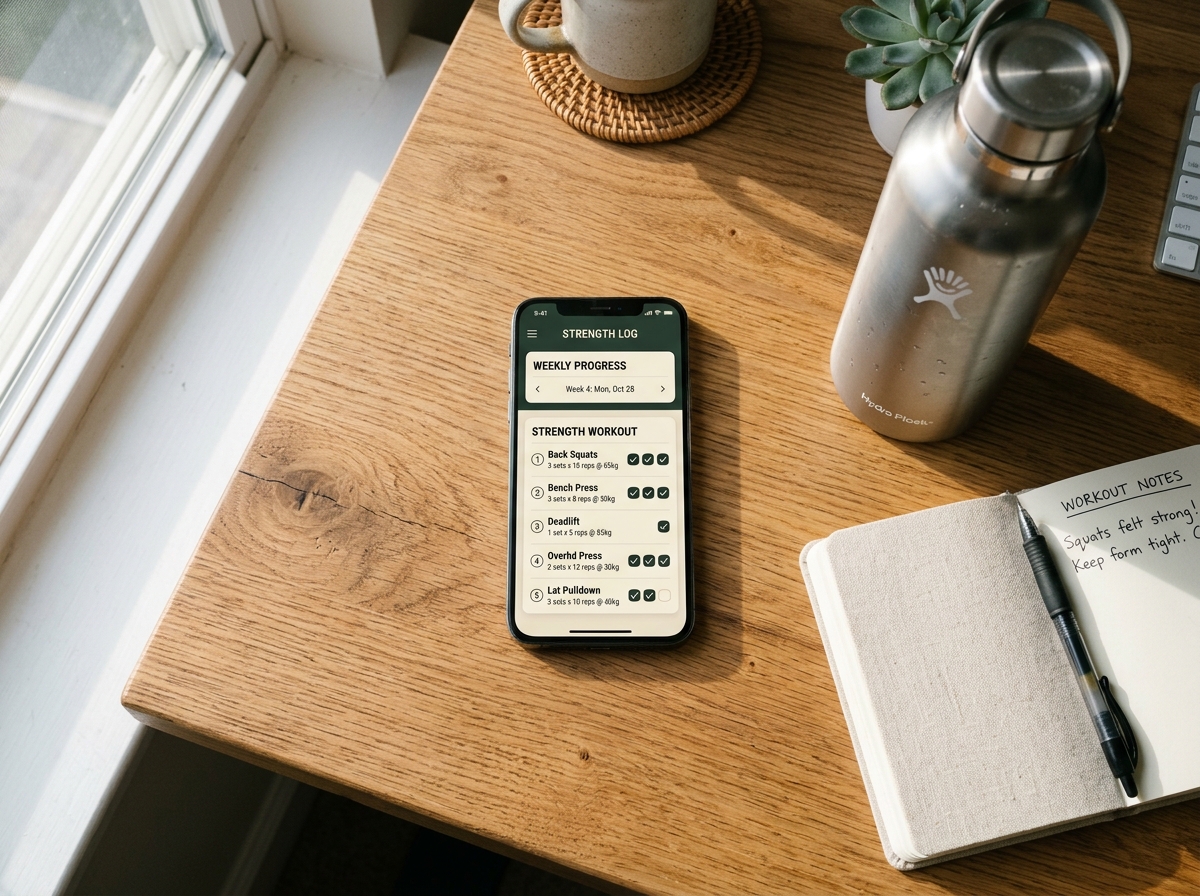 STRENGTH LOG
WEEKLY PROGRESS
Week 4: Mon, Oct 28
STRENGTH WORKOUT
1 Back Squats
3 sets x 15 reps @ 65kg
2 Bench Press
3 sets x 8 reps @ 50kg
3 Deadlift
1 set x 5 reps @ 85kg
4 Overhd Press
2 sets x 12 reps @ 30kg
5 Lat Pulldown
3 x 10 reps @ 40kg
WORKOUT NOTES
Squats felt strong!
Keep form tight. C